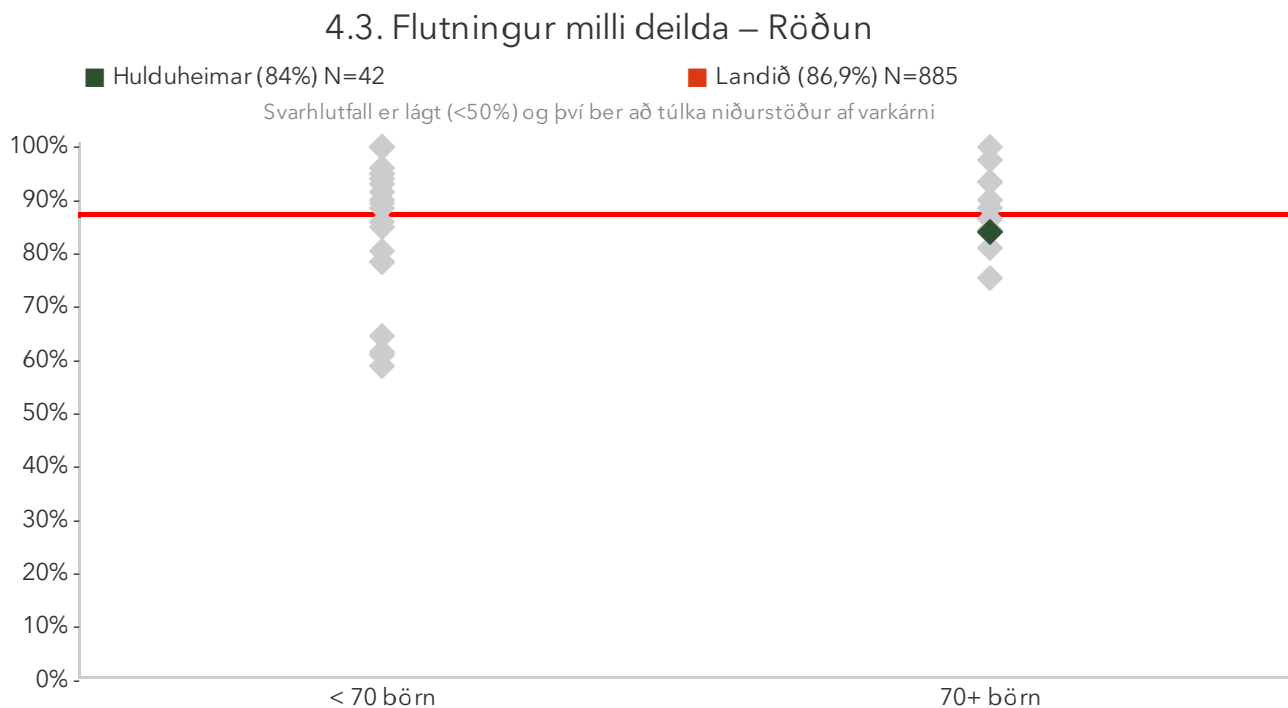 4.3. Flutningur milli deilda – Röðun
Hulduheimar (84%) N=42
Landið (86,9%) N=885
Svarhlutfall er lágt (<50%) og því ber að túlka niðurstöður af varkárni
100%
90%
80%
70%
60%
50%
40%
30%
20%
10%
0%
< 70 börn
70+ börn